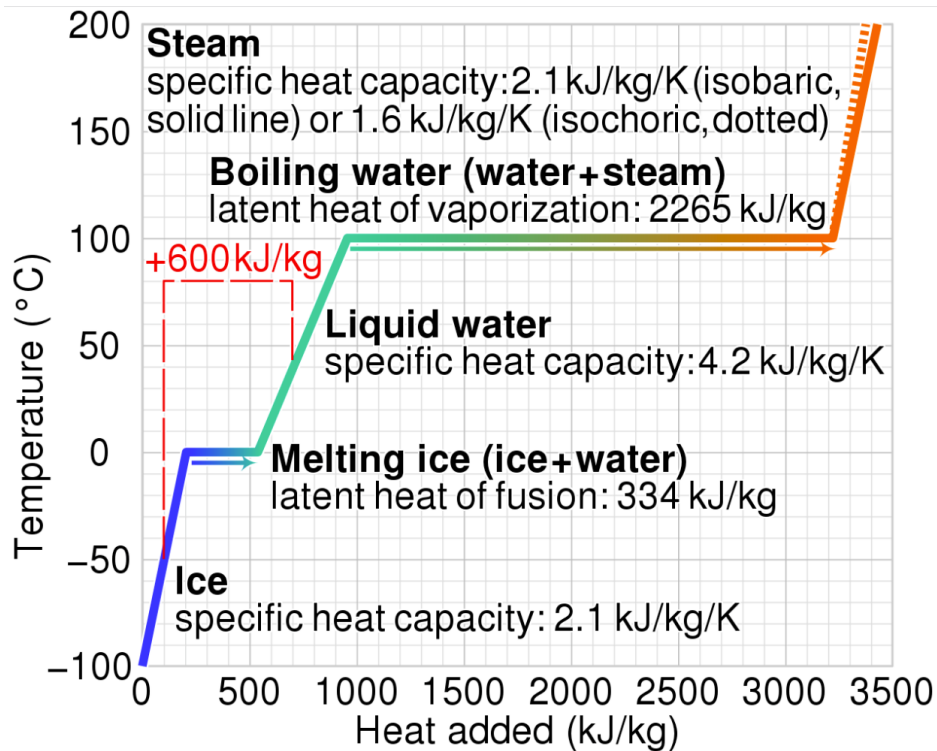 200
Steam
specific heat capacity: 2.1 kJ/kg/K (isobaric,
solid line) or 1.6 kJ/kg/K (isochoric, dotted)
150
Boiling water (water+steam)
latent heat of vaporization: 2265 kJ/kg
100
+600 kJ/kg
Liquid water
50
specific heat capacity: 4.2 kJ/kg/K
0
Melting ice (ice+water)
latent heat of fusion: 334 kJ/kg
−50
Ice
specific heat capacity: 2.1 kJ/kg/K
−100
Temperature (°C)
0 500 1000 1500 2000 2500 3000 3500
Heat added (kJ/kg)